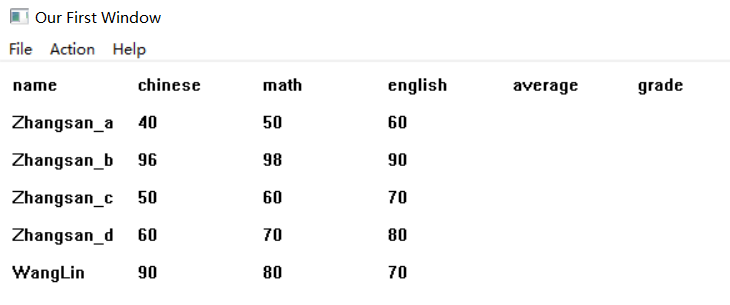 Our First Window
File Action Help
name chinese math english average grade
Zhangsan_a 40 50 60
Zhangsan_b 96 98 90
Zhangsan_c 50 60 70
Zhangsan_d 60 70 80
WangLin 90 80 70